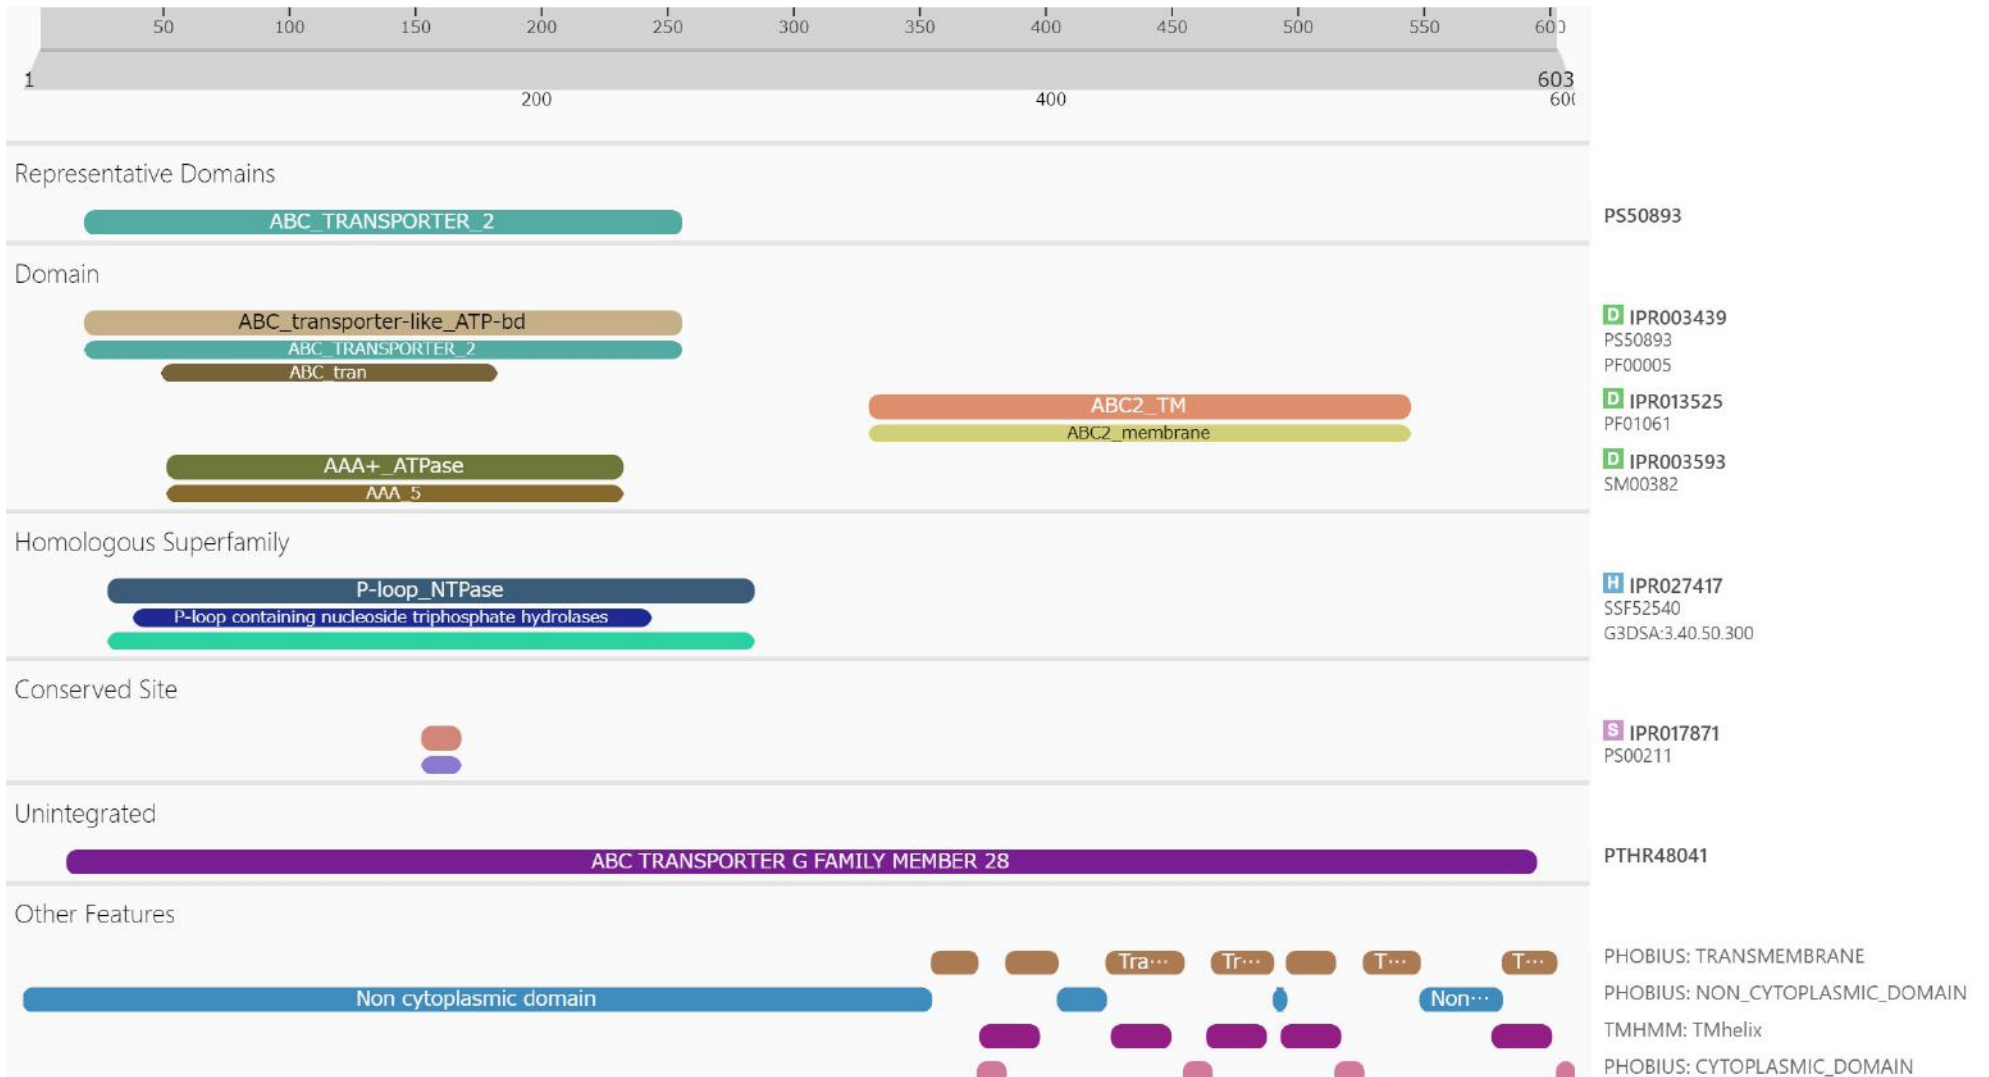 50 100 150 200 250 300 350 400 450 500 550 600
1 603
200 400 600
Representative Domains
ABC_TRANSPORTER_2 PS50893
Domain
ABC_transporter-like_ATP-bd D IPR003439
ABC_TRANSPORTER_2 PS50893
ABC_tran PF00005
ABC2_TM D IPR013525
ABC2_membrane PF01061
AAA+_ATPase D IPR003593
AAA_5 SM00382
Homologous Superfamily
P-loop_NTPase H IPR027417
P-loop containing nucleoside triphosphate hydrolases SSF52540
G3DSA:3.40.50.300
Conserved Site
S IPR017871
PS00211
Unintegrated
ABC TRANSPORTER G FAMILY MEMBER 28 PTHR48041
Other Features
Tra··· Tr··· T··· T··· PHOBIUS: TRANSMEMBRANE
Non cytoplasmic domain Non··· PHOBIUS: NON_CYTOPLASMIC_DOMAIN
TMHMM: TMhelix
PHOBIUS: CYTOPLASMIC_DOMAIN